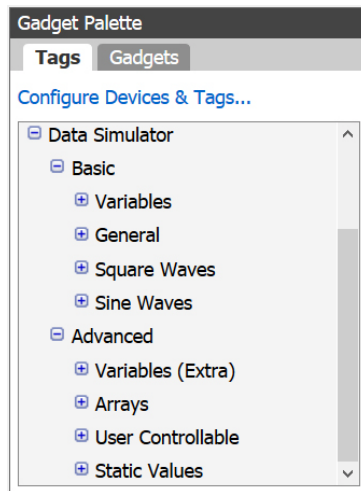 Gadget Palette
Tags Gadgets
Configure Devices & Tags...
Data Simulator
Basic
Variables
General
Square Waves
Sine Waves
Advanced
Variables (Extra)
Arrays
User Controllable
Static Values